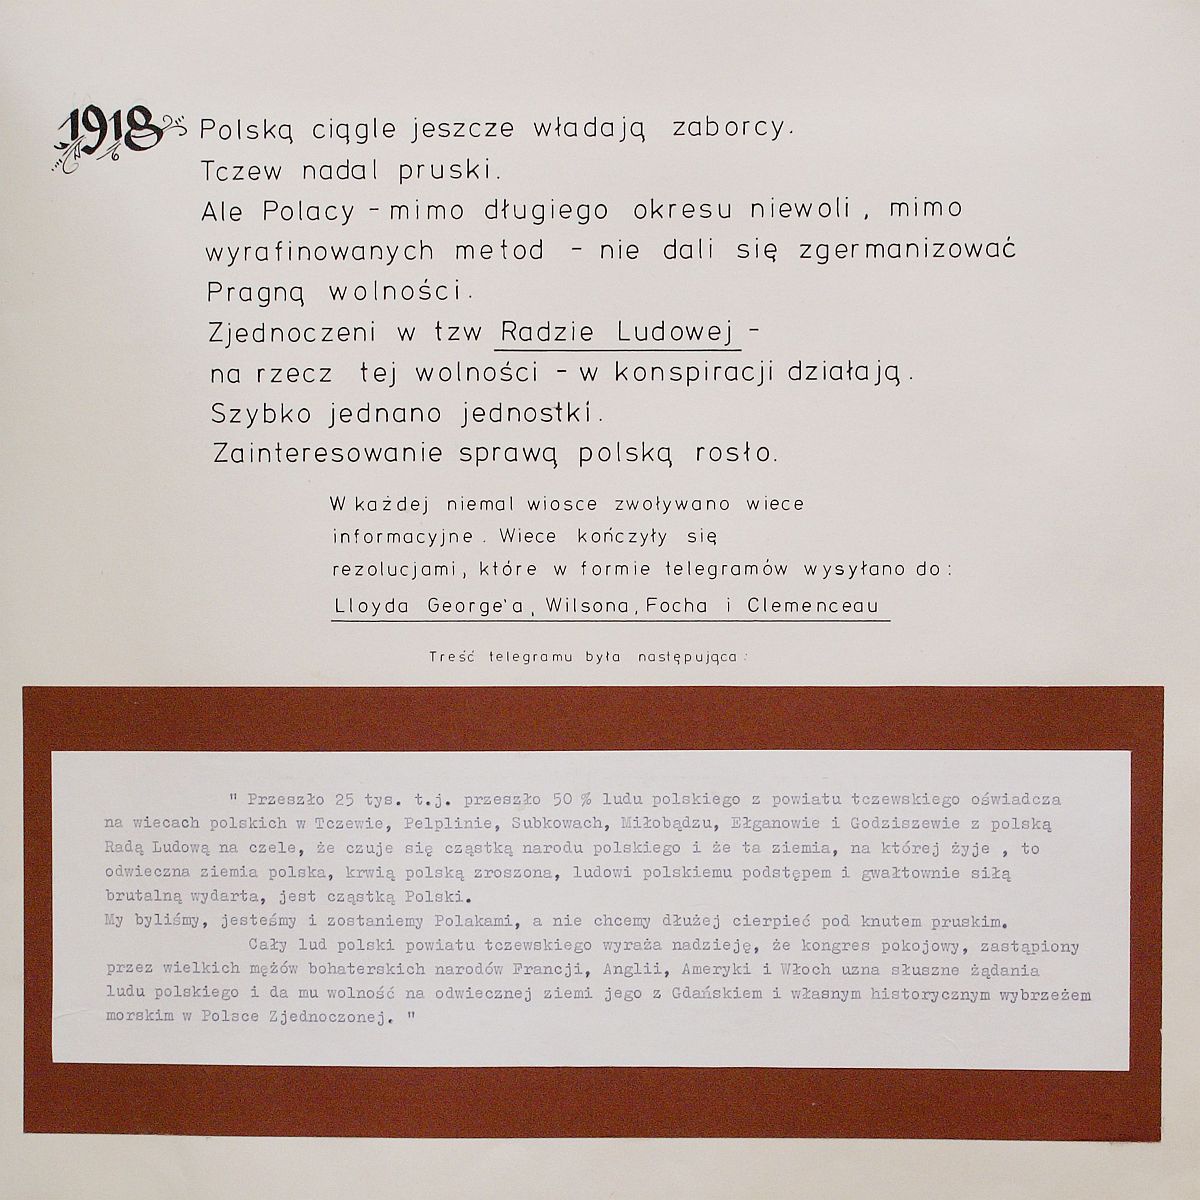 1918 Polską ciągle jeszcze władają zaborcy.
Tczew nadal pruski.
Ale Polacy - mimo długiego okresu niewoli, mimo
wyrafinowanych metod - nie dali się zgermanizować
Pragną wolności.
Zjednoczeni w tzw Radzie Ludowej -
na rzecz tej wolności - w konspiracji działają.
Szybko jednano jednostki.
Zainteresowanie sprawą polską rosło.
W każdej niemal wiosce zwoływano wiece
informacyjne. Wiece kończyły się
rezolucjami, które w formie telegramów wysyłano do:
Lloyda George'a, Wilsona, Focha i Clemenceau
Treść telegramu była następująca:
" Przeszło 25 tys. t.j. przeszło 50 % ludu polskiego z powiatu tczewskiego oświadcza
na wiecach polskich w Tczewie, Pelplinie, Subkowach, Miłobądzu, Ełganowie i Godziszewie z polską
Radą Ludową na czele, że czuje się cząstką narodu polskiego i że ta ziemia, na której żyje , to
odwieczna ziemia polska, krwią polską zroszona, ludowi polskiemu podstępem i gwałtownie siłą
brutalną wydarta, jest cząstką Polski.
My byliśmy, jesteśmy i zostaniemy Polakami, a nie chcemy dłużej cierpieć pod knutem pruskim.
Cały lud polski powiatu tczewskiego wyraża nadzieję, że kongres pokojowy, zastąpiony
przez wielkich mężów bohaterskich narodów Francji, Anglii, Ameryki i Włoch uzna słuszne żądania
ludu polskiego i da mu wolność na odwiecznej ziemi jego z Gdańskiem i własnym historycznym wybrzeżem
morskim w Polsce Zjednoczonej. "